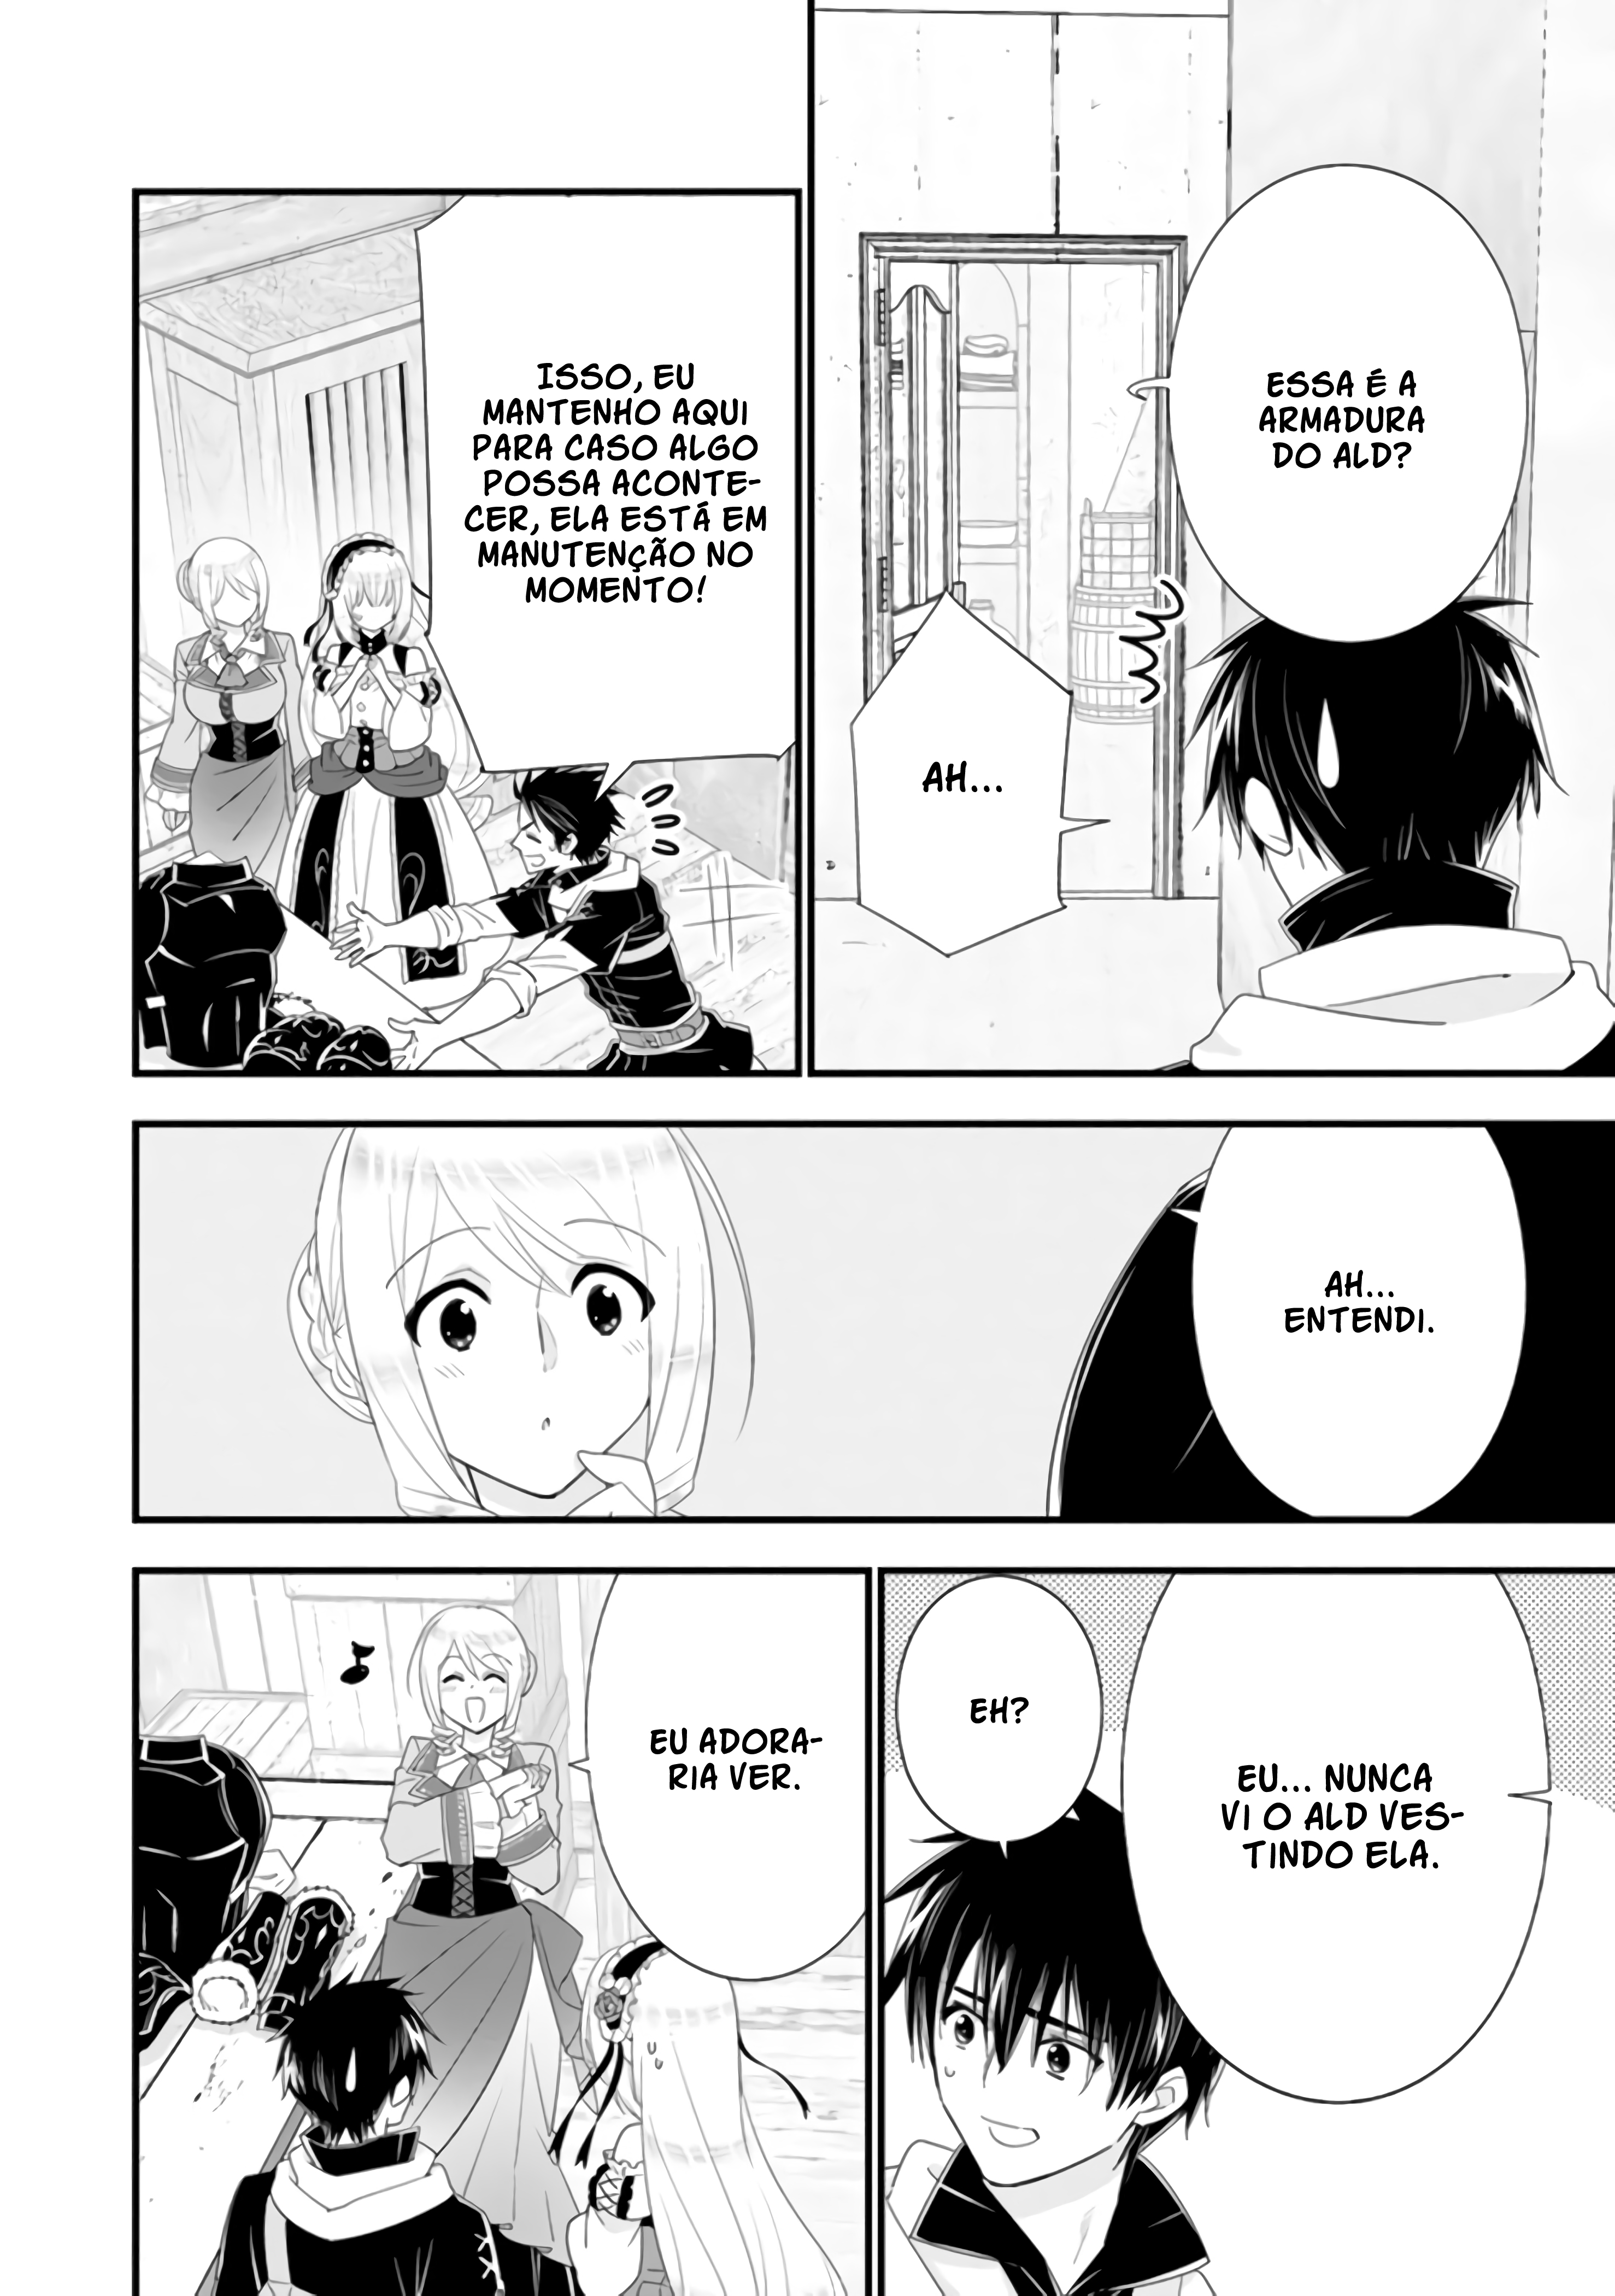 ESSA É A
ARMADURA
DO ALD?
AH...
ISSO, EU
MANTENHO AQUI
PARA CASO ALGO
POSSA ACONTE-
CER, ELA ESTÁ EM
MANUTENÇÃO NO
MOMENTO!
AH...
ENTENDI.
EU... NUNCA
VI O ALD VES-
TINDO ELA.
EH?
EU ADORA-
RIA VER.